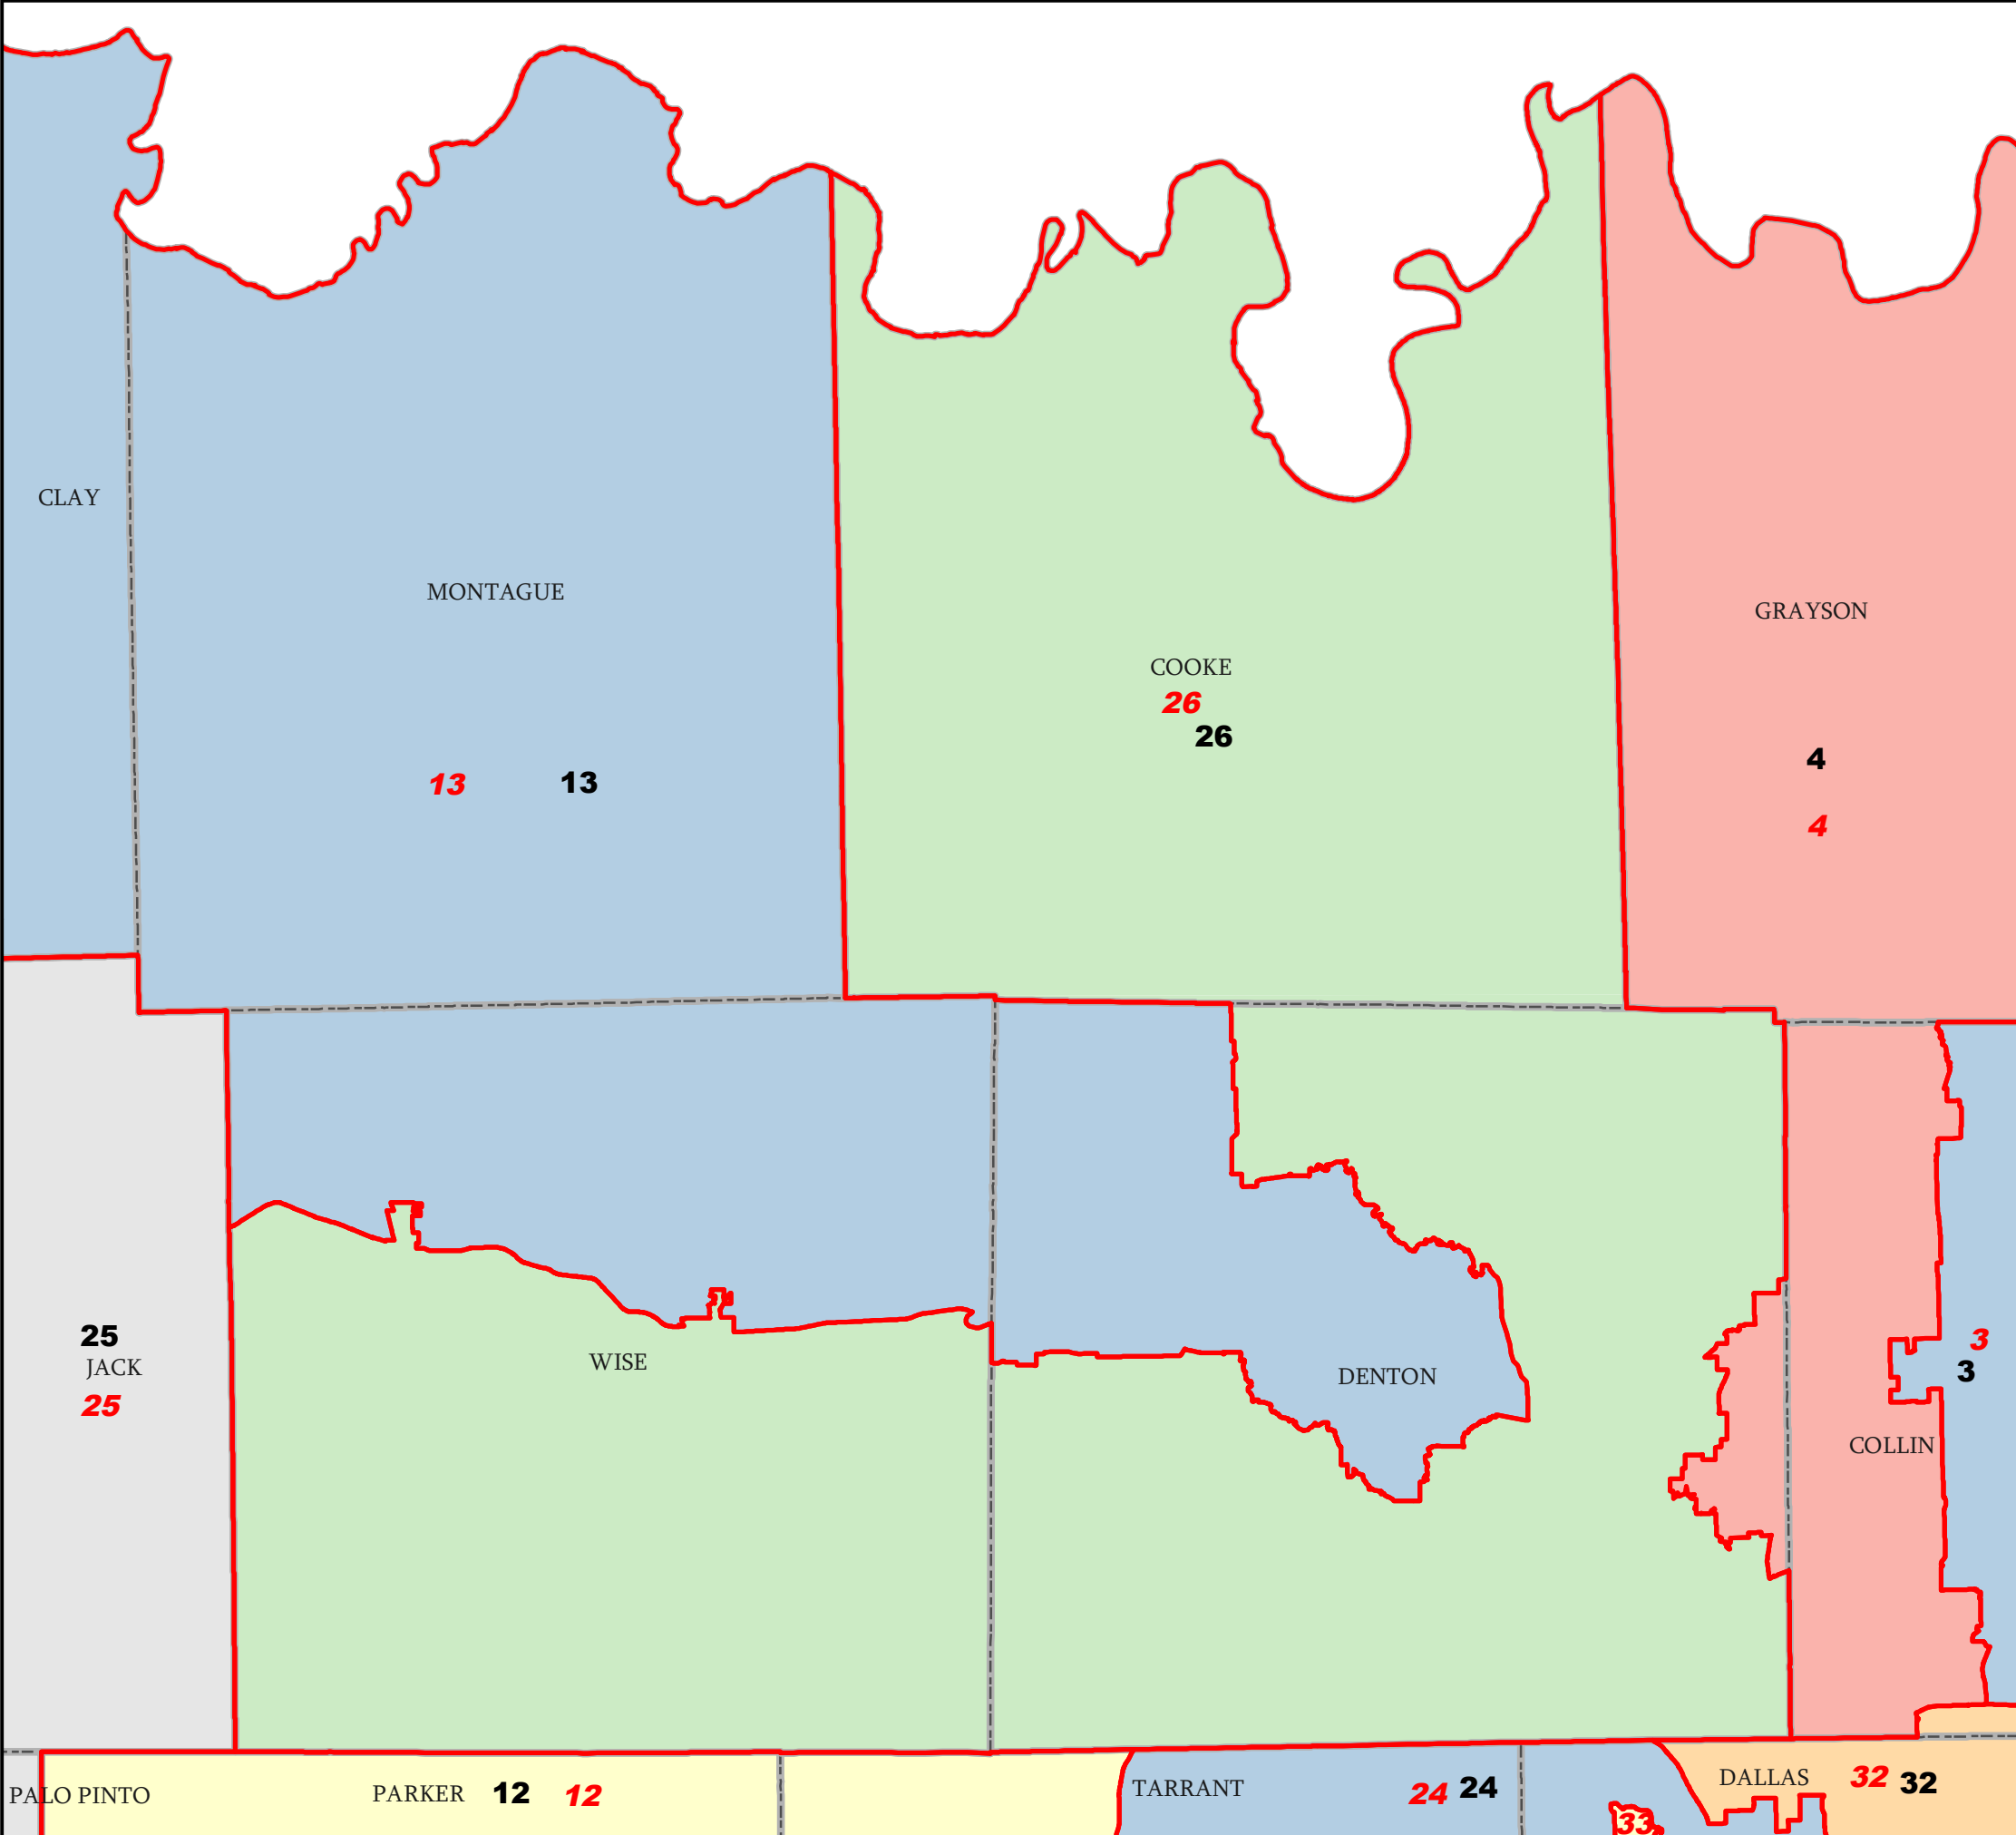 CLAY
MONTAGUE
GRAYSON
COOKE
26
26
4
13 13
4
25
JACK
25
WISE
DENTON
3
3
COLLIN
PALO PINTO
PARKER 12 12
TARRANT
24 24
DALLAS
32 32
33